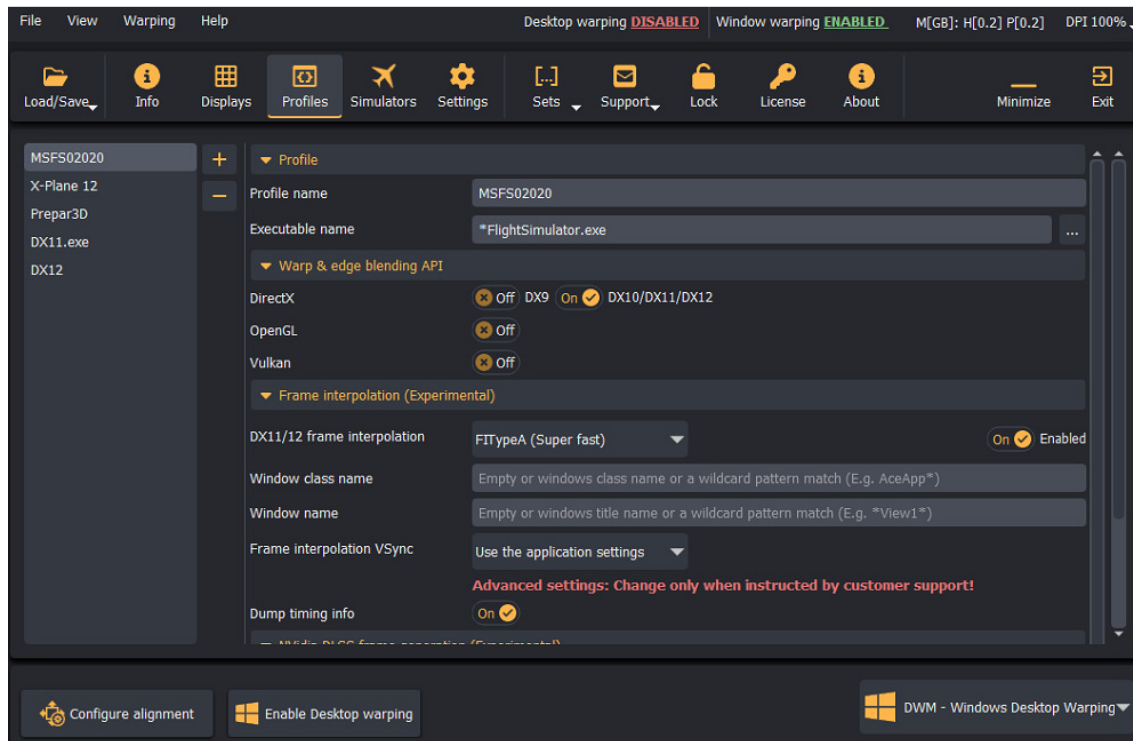 File View Warping Help Desktop warping DISABLED Window warping ENABLED M[GB]: H[0.2] P[0.2] DPI 100%
Load/Save Info Displays Profiles Simulators Settings [...] Sets Support Lock License About Minimize Exit
MSFS02020
X-Plane 12
Prepar3D
DX11.exe
DX12
+
−
Profile
Profile name MSFS02020
Executable name *FlightSimulator.exe ...
Warp & edge blending API
DirectX Off DX9 On DX10/DX11/DX12
OpenGL Off
Vulkan Off
Frame interpolation (Experimental)
DX11/12 frame interpolation FITypeA (Super fast) On Enabled
Window class name Empty or windows class name or a wildcard pattern match (E.g. AceApp*)
Window name Empty or windows title name or a wildcard pattern match (E.g. *View1*)
Frame interpolation VSync Use the application settings
Advanced settings: Change only when instructed by customer support!
Dump timing info On
NVidia DLSS frame generation (Experimental)
Configure alignment Enable Desktop warping DWM - Windows Desktop Warping